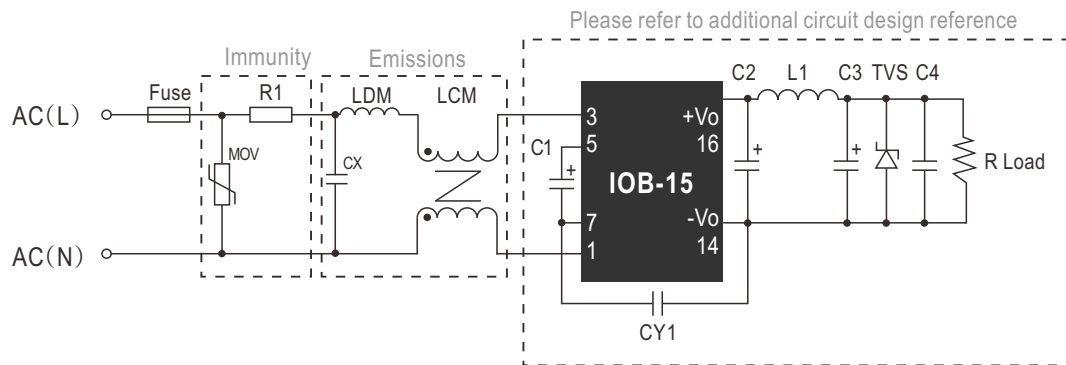 Please refer to additional circuit design reference
Immunity
Emissions
Fuse
R1
LDM
LCM
C2
L1
C3
TVS
C4
AC(L)
3
+Vo
C1
5
16
MOV
CX
+
+
+
IOB-15
R Load
7
-Vo
14
AC(N)
1
CY1